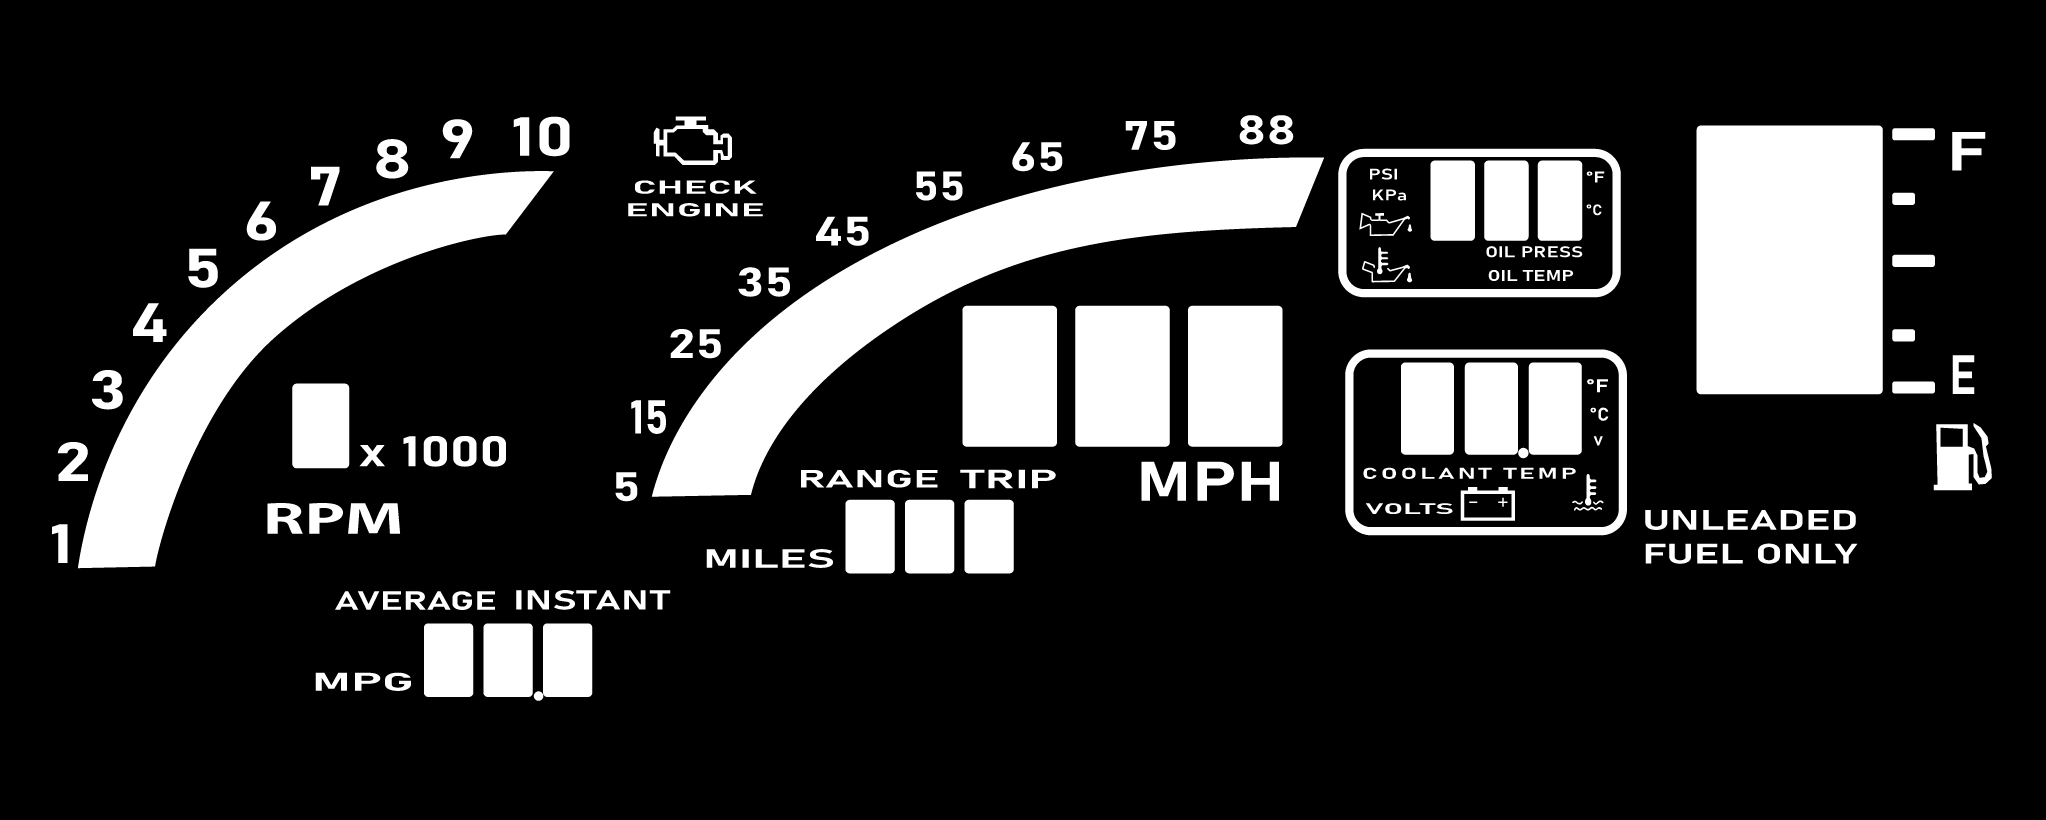 1
2
3
4
5
6
7
8
9
10
x 1000
RPM
CHECK
ENGINE
5
15
25
35
45
55
65
75
88
MPH
RANGE TRIP
MILES
AVERAGE INSTANT
MPG
PSI
KPa
°F
°C
OIL PRESS
OIL TEMP
°F
°C
V
COOLANT TEMP
VOLTS
- +
F
E
UNLEADED
FUEL ONLY